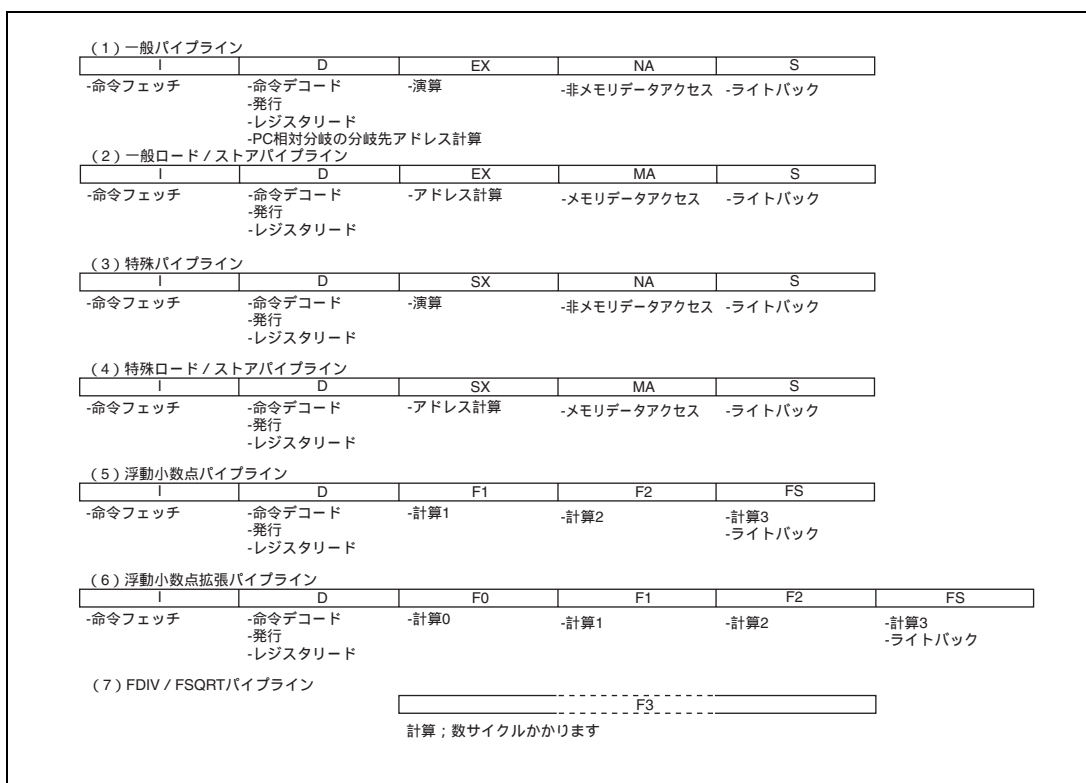 (1)一般パイプライン
I D EX NA S
-命令フェッチ -命令デコード -演算 -非メモリデータアクセス -ライトバック
-発行
-レジスタリード
-PC相対分岐の分岐先アドレス計算
(2)一般ロード / ストアパイプライン
I D EX MA S
-命令フェッチ -命令デコード -アドレス計算 -メモリデータアクセス -ライトバック
-発行
-レジスタリード
(3)特殊パイプライン
I D SX NA S
-命令フェッチ -命令デコード -演算 -非メモリデータアクセス -ライトバック
-発行
-レジスタリード
(4)特殊ロード / ストアパイプライン
I D SX MA S
-命令フェッチ -命令デコード -アドレス計算 -メモリデータアクセス -ライトバック
-発行
-レジスタリード
(5)浮動小数点パイプライン
I D F1 F2 FS
-命令フェッチ -命令デコード -計算1 -計算2 -計算3
-発行 -ライトバック
-レジスタリード
(6)浮動小数点拡張パイプライン
I D F0 F1 F2 FS
-命令フェッチ -命令デコード -計算0 -計算1 -計算2 -計算3
-発行 -ライトバック
-レジスタリード
(7)FDIV / FSQRTパイプライン
F3
計算;数サイクルかかります